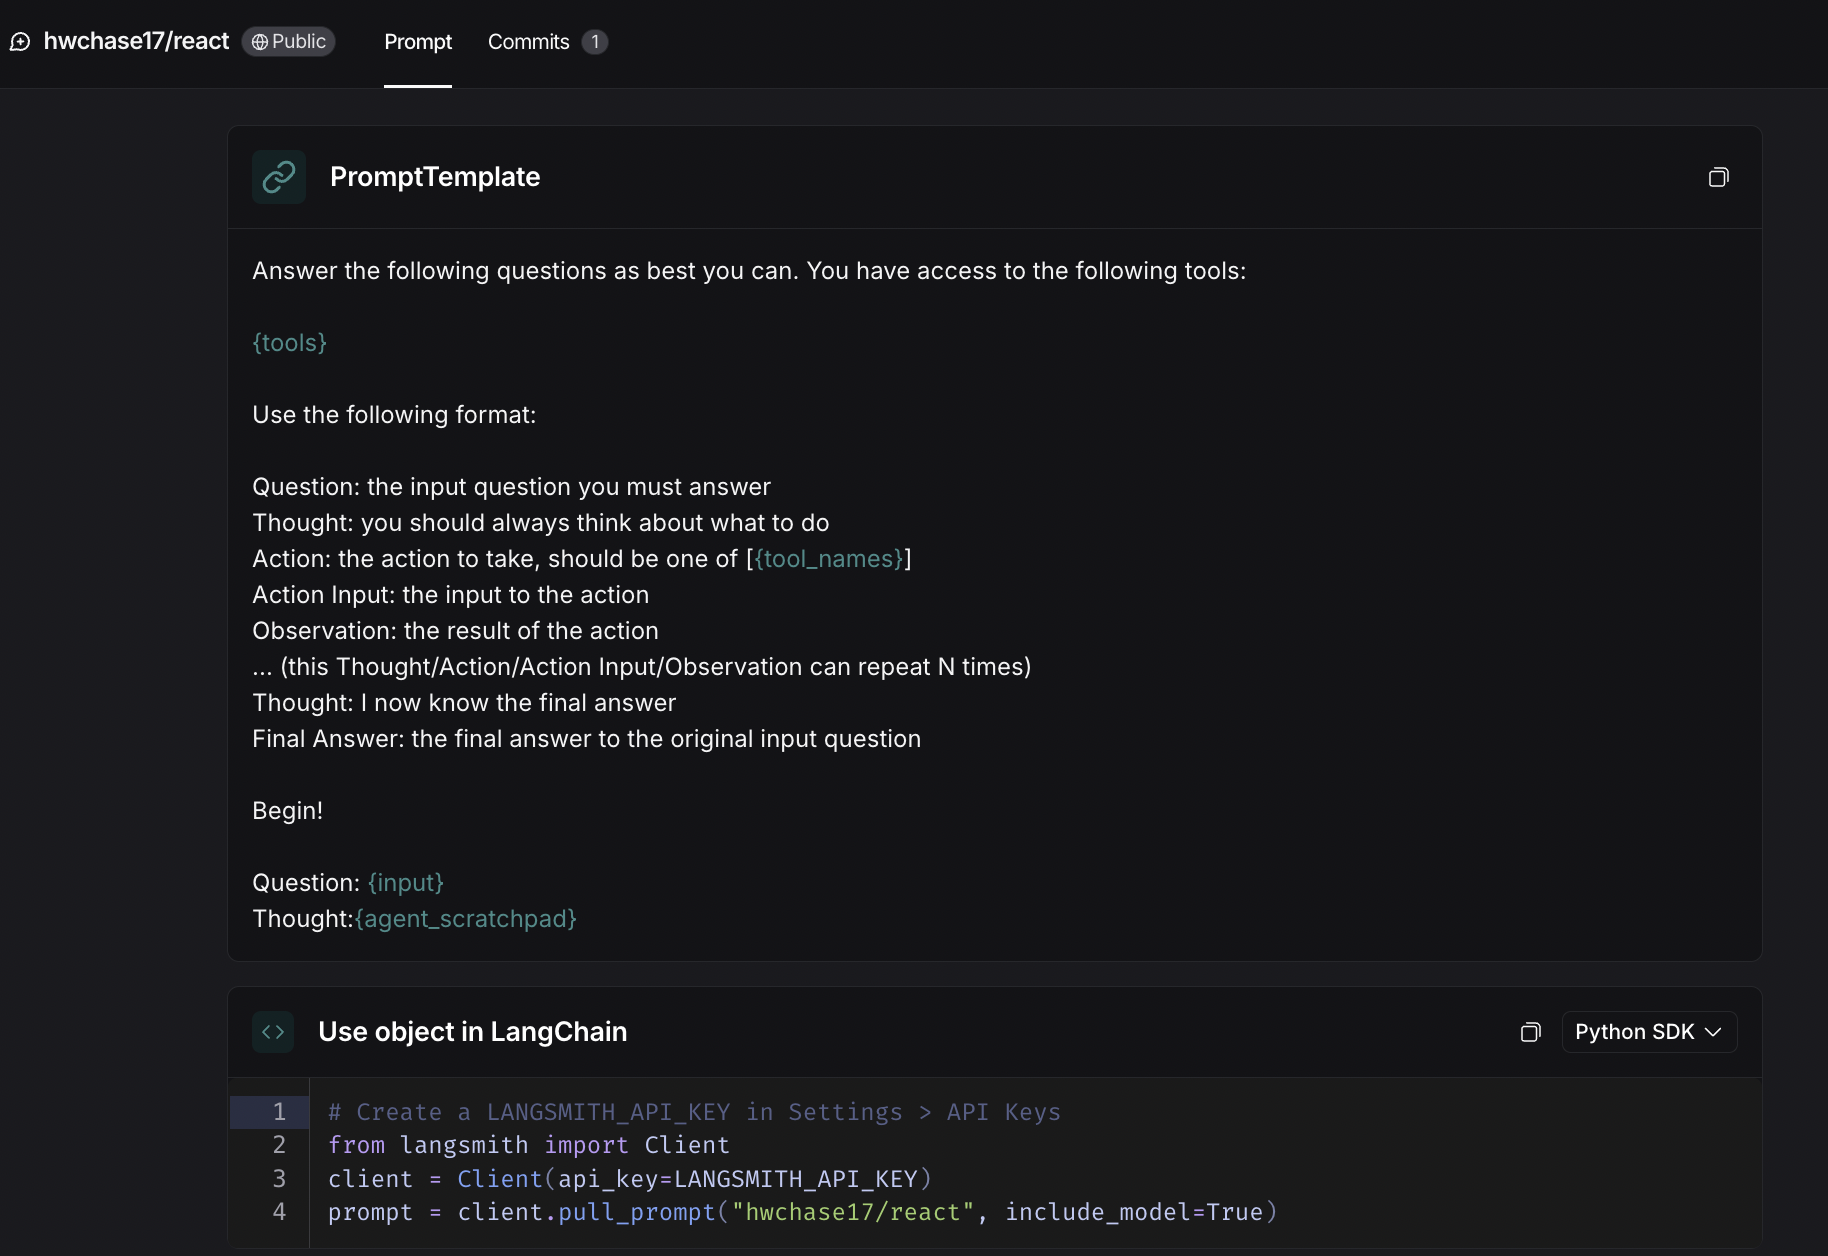 hwchase17/react Public Prompt Commits 1
PromptTemplate
Answer the following questions as best you can. You have access to the following tools:
{tools}
Use the following format:
Question: the input question you must answer
Thought: you should always think about what to do
Action: the action to take, should be one of [{tool_names}]
Action Input: the input to the action
Observation: the result of the action
... (this Thought/Action/Action Input/Observation can repeat N times)
Thought: I now know the final answer
Final Answer: the final answer to the original input question
Begin!
Question: {input}
Thought:{agent_scratchpad}
Use object in LangChain Python SDK
1 # Create a LANGSMITH_API_KEY in Settings > API Keys
2 from langsmith import Client
3 client = Client(api_key=LANGSMITH_API_KEY)
4 prompt = client.pull_prompt("hwchase17/react", include_model=True)